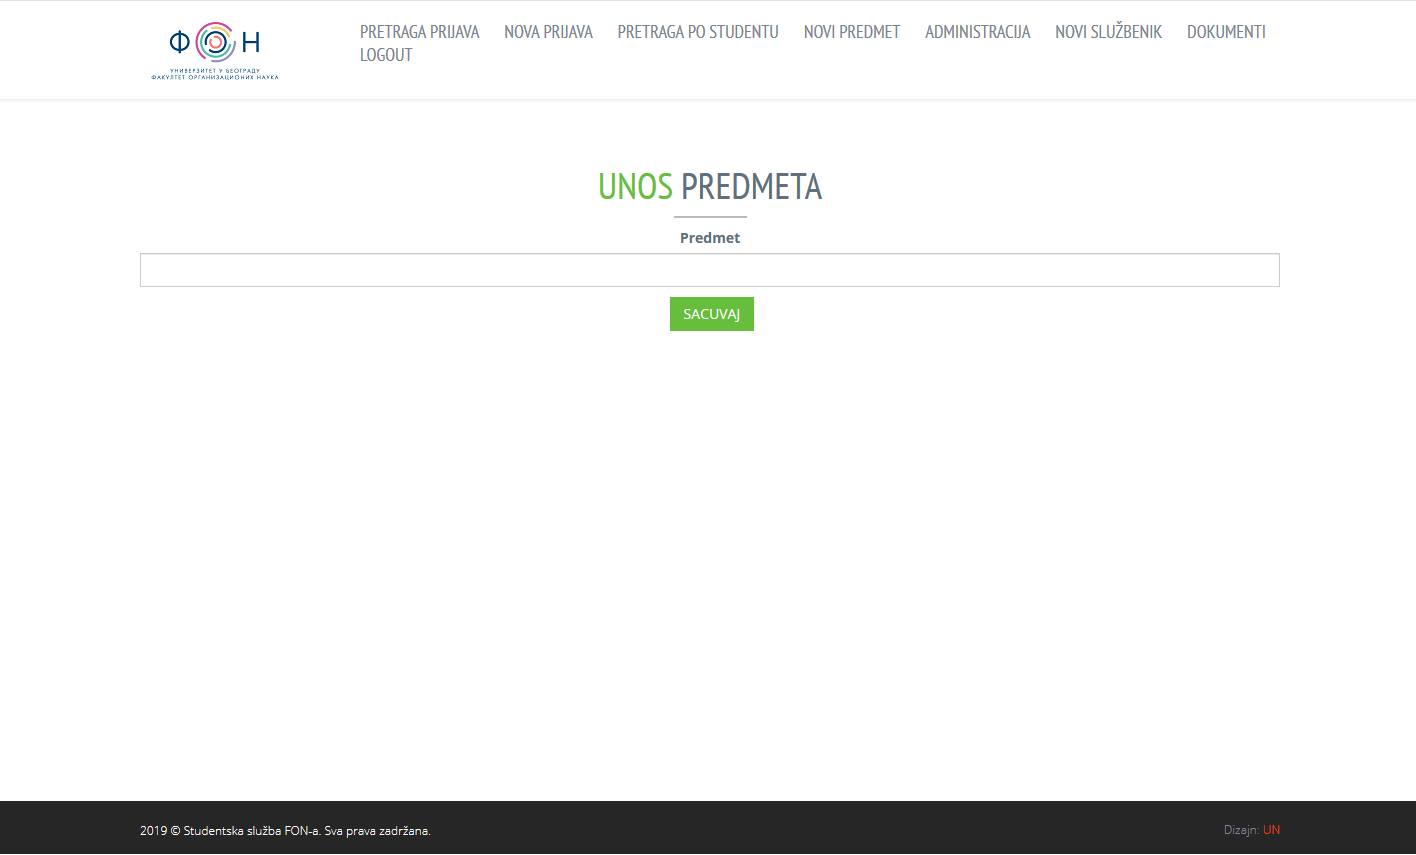 ФОН
УНИВЕРЗИТЕТ У БЕОГРАДУ
ФАКУЛТЕТ ОРГАНИЗАЦИОНИХ НАУКА
PRETRAGA PRIJAVA NOVA PRIJAVA PRETRAGA PO STUDENTU NOVI PREDMET ADMINISTRACIJA NOVI SLUŽBENIK DOKUMENTI
LOGOUT
UNOS PREDMETA
Predmet
SACUVAJ
2019 © Studentska služba FON-a. Sva prava zadržana. Dizajn: UN